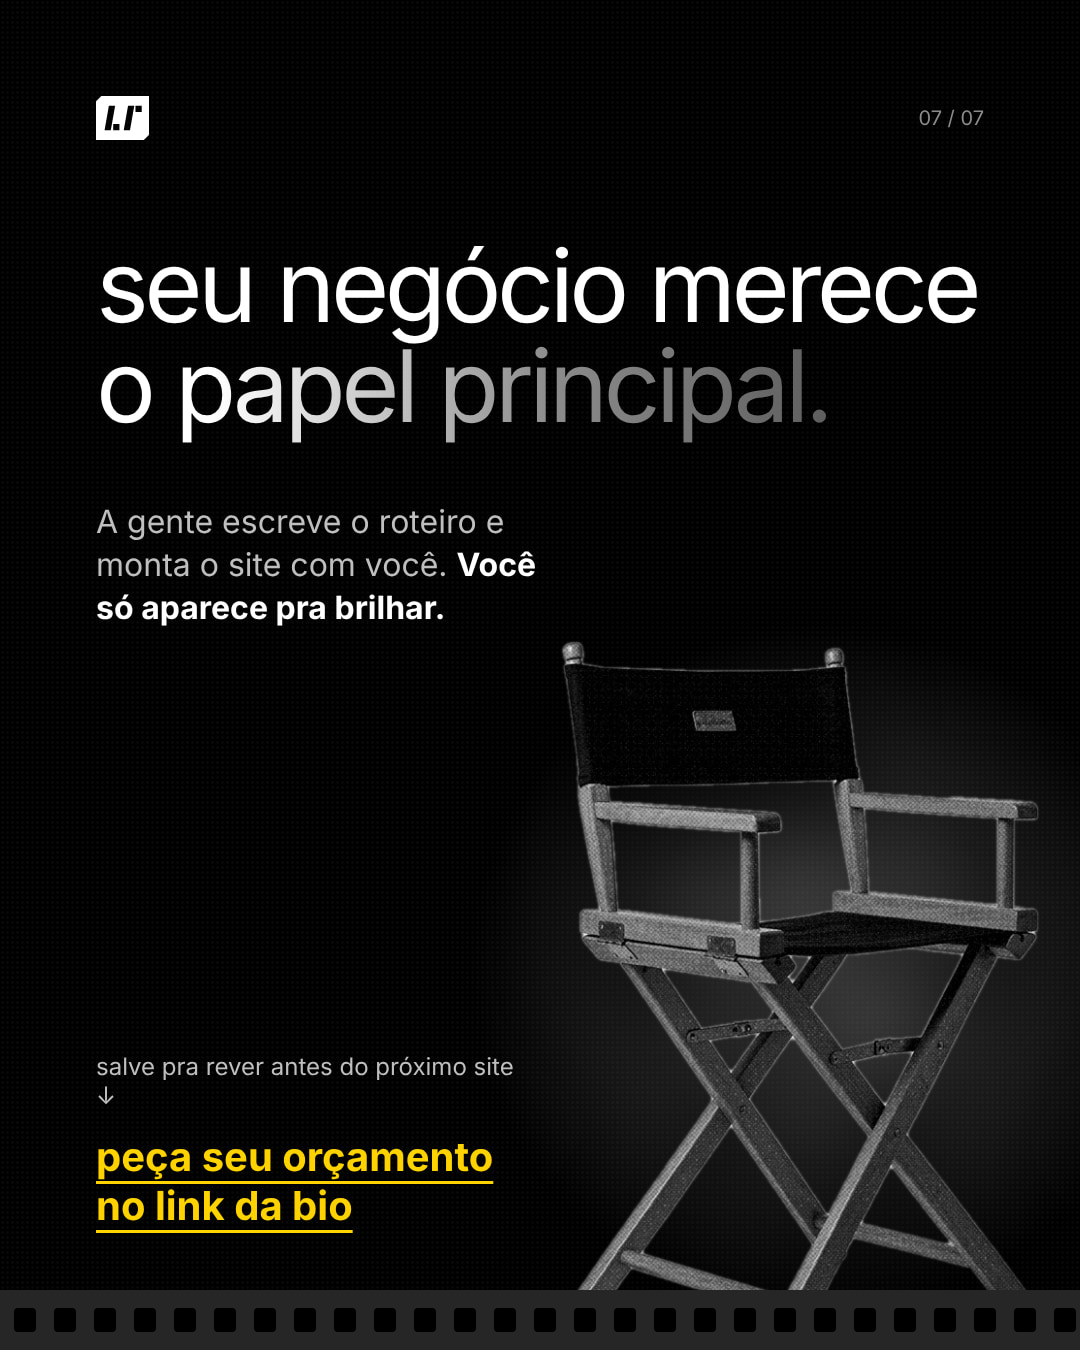 07 / 07
seu negócio merece
o papel principal.
A gente escreve o roteiro e
monta o site com você. Você
só aparece pra brilhar.
salve pra rever antes do próximo site
↓
peça seu orçamento
no link da bio